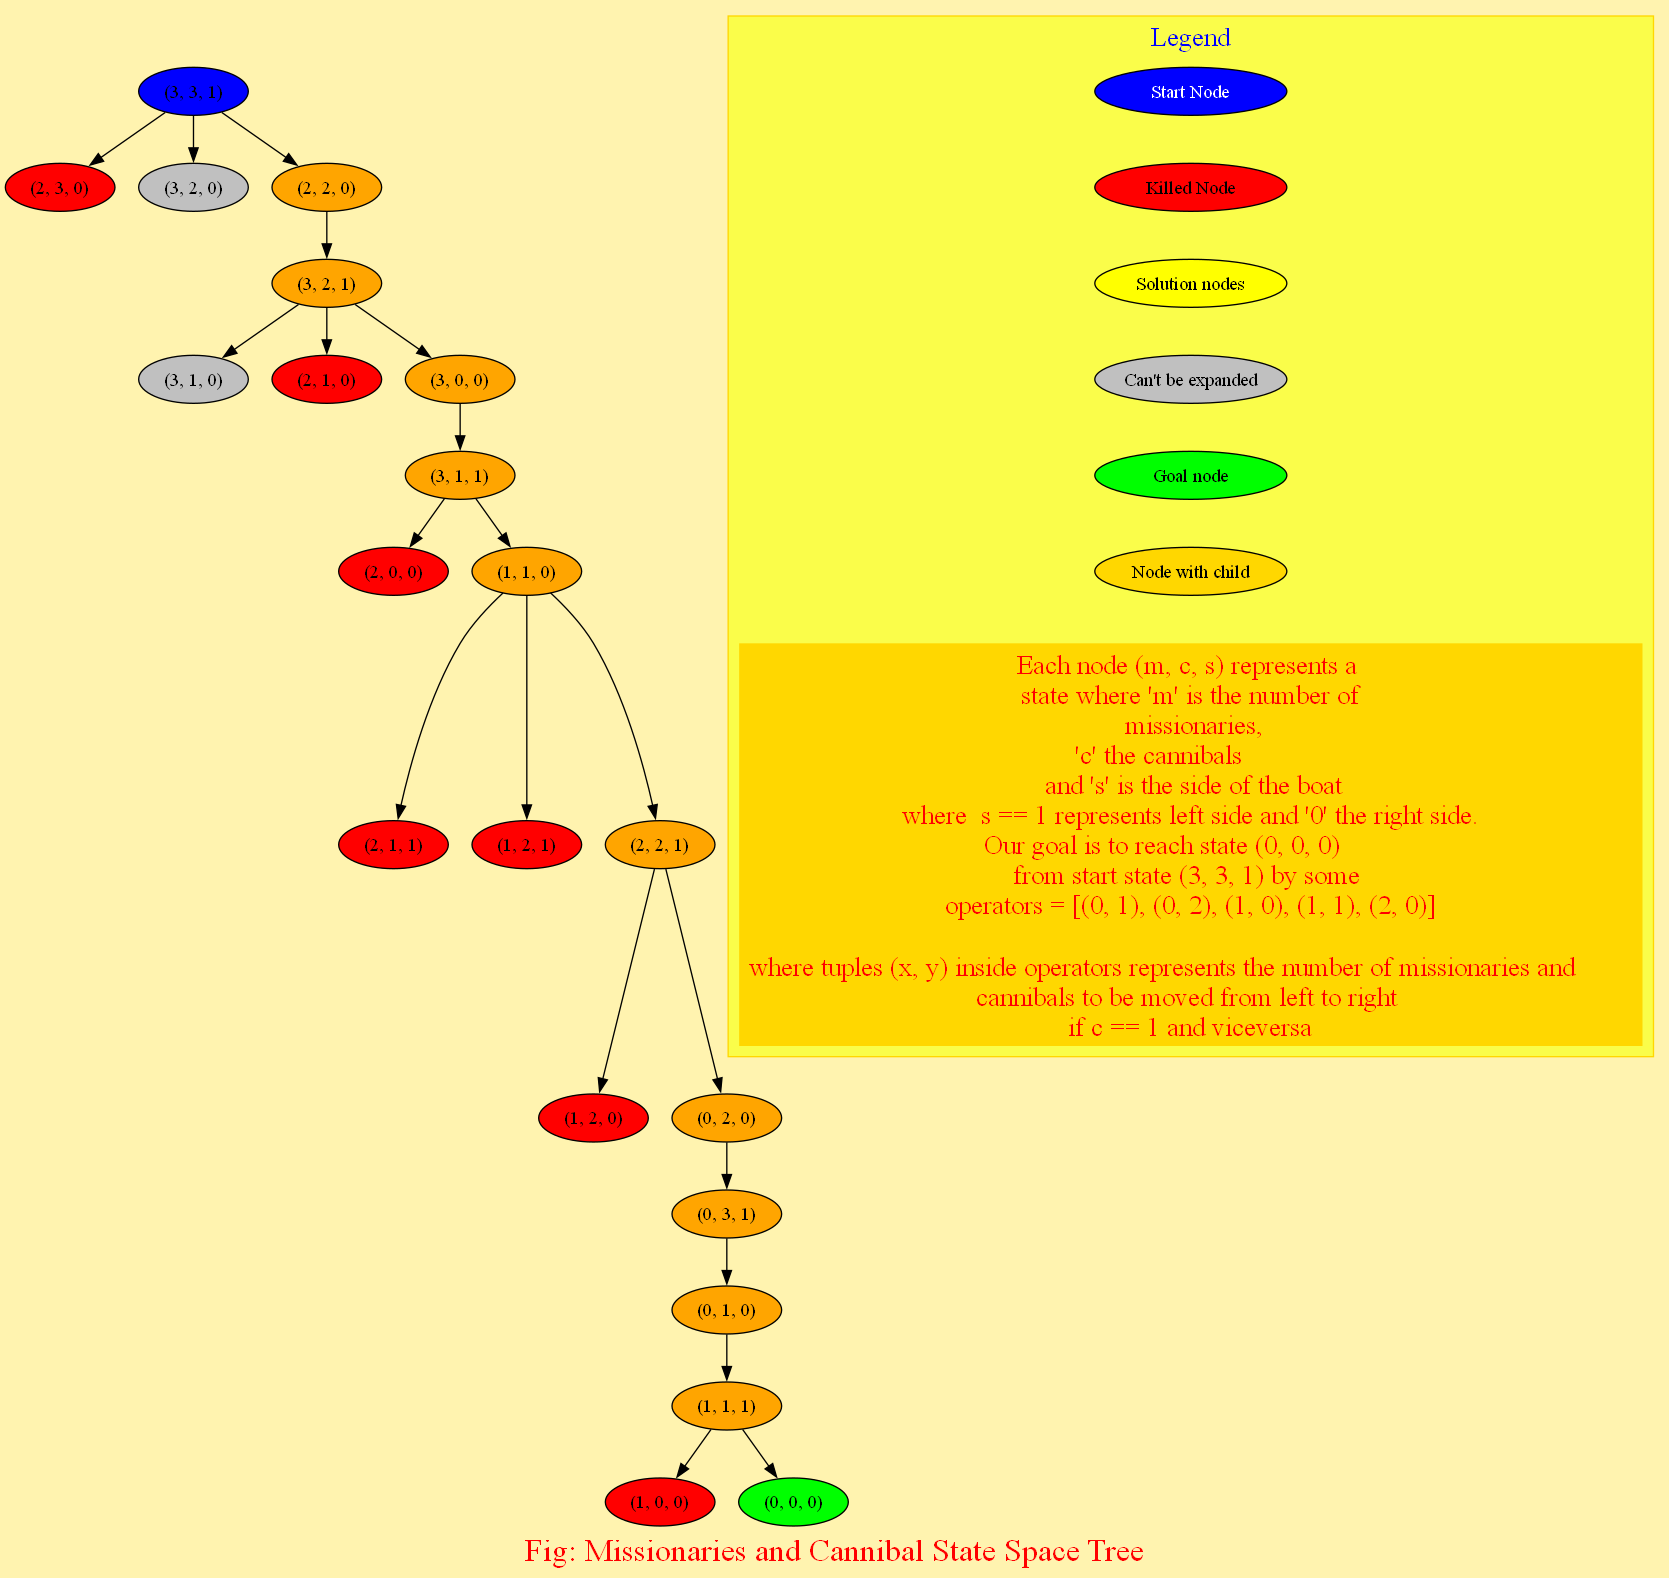 Legend
(3, 3, 1)
Start Node
(2, 3, 0)
(3, 2, 0)
(2, 2, 0)
Killed Node
(3, 2, 1)
Solution nodes
(3, 1, 0)
(2, 1, 0)
(3, 0, 0)
Can't be expanded
(3, 1, 1)
Goal node
(2, 0, 0)
(1, 1, 0)
Node with child
Each node (m, c, s) represents a
state where 'm' is the number of
missionaries,
'c' the cannibals
and 's' is the side of the boat
where  s == 1 represents left side and '0' the right side.
Our goal is to reach state (0, 0, 0)
from start state (3, 3, 1) by some
operators = [(0, 1), (0, 2), (1, 0), (1, 1), (2, 0)]
where tuples (x, y) inside operators represents the number of missionaries and
cannibals to be moved from left to right
if c == 1 and viceversa
(2, 1, 1)
(1, 2, 1)
(2, 2, 1)
(1, 2, 0)
(0, 2, 0)
(0, 3, 1)
(0, 1, 0)
(1, 1, 1)
(1, 0, 0)
(0, 0, 0)
Fig: Missionaries and Cannibal State Space Tree